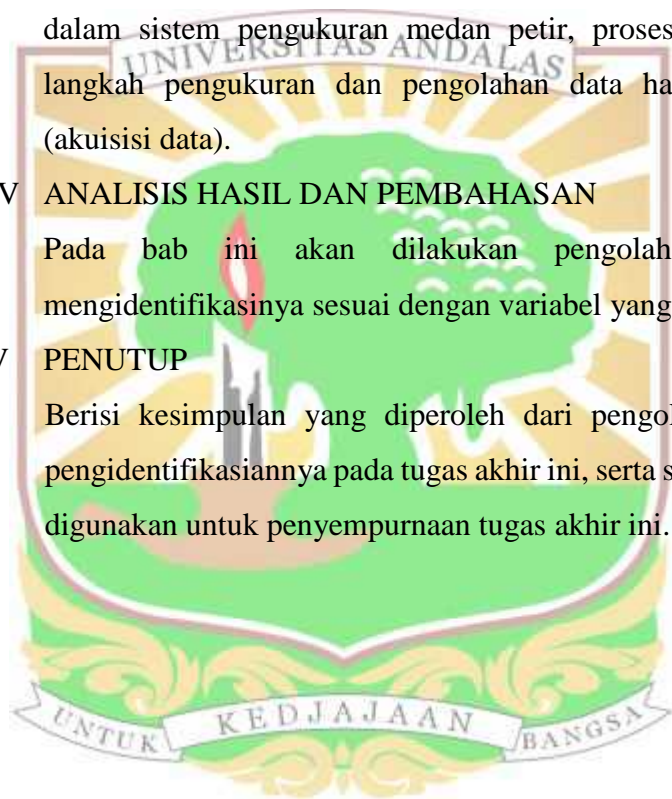 dalam sistem pengukuran medan petir, proses
UNIVERSITAS ANDALAS
langkah pengukuran dan pengolahan data ha
(akuisisi data).
V ANALISIS HASIL DAN PEMBAHASAN
Pada bab ini akan dilakukan pengolah
mengidentifikasinya sesuai dengan variabel yang
V PENUTUP
Berisi kesimpulan yang diperoleh dari pengol
pengidentifikasiannya pada tugas akhir ini, serta s
digunakan untuk penyempurnaan tugas akhir ini.
UNTUK KEDJAJAAN BANGSA